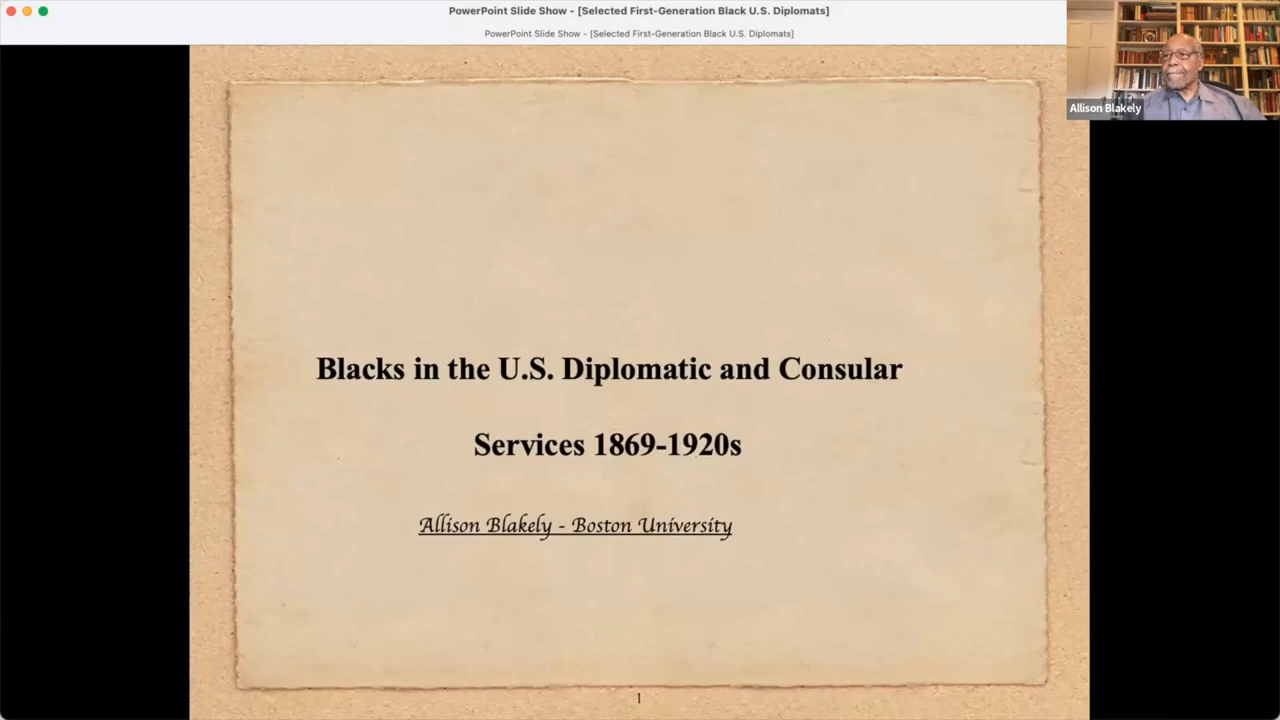 PowerPoint Slide Show - [Selected First-Generation Black U.S. Diplomats]
PowerPoint Slide Show - [Selected First-Generation Black U.S. Diplomats]
Allison Blakely
Blacks in the U.S. Diplomatic and Consular
Services 1869-1920s
Allison Blakely - Boston University
1